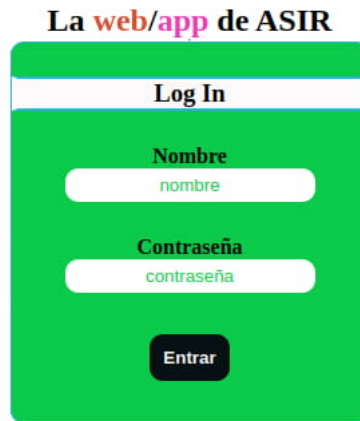 La web/app de ASIR
Log In
Nombre
nombre
Contraseña
contraseña
Entrar